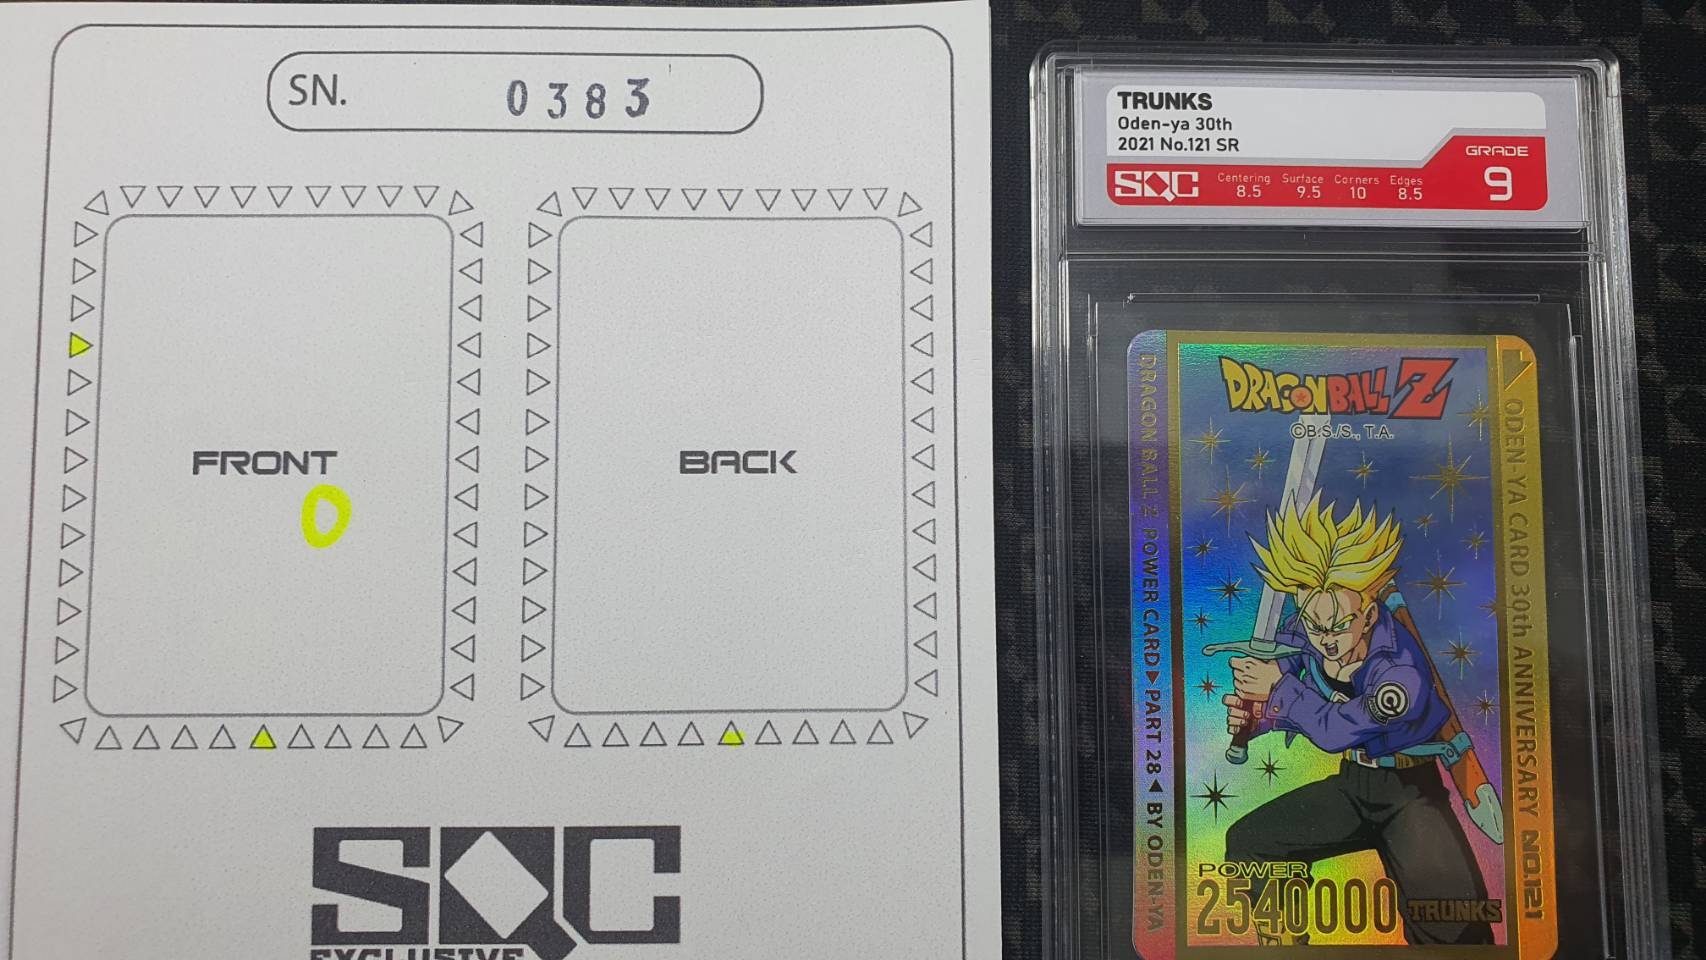 SN. 0383
FRONT
BACK
SQC
EXCLUSIVE
TRUNKS
Oden-ya 30th
2021 No.121 SR
GRADE
9
SQC
Centering Surface Corners Edges
8.5 9.5 10 8.5
DRAGON BALL Z
©B.S./S., T.A.
DRAGON BALL Z POWER CARD▶PART 28◀ BY ODEN-YA
ODEN-YA CARD 30th ANNIVERSARY NO.121
POWER
2540000
TRUNKS